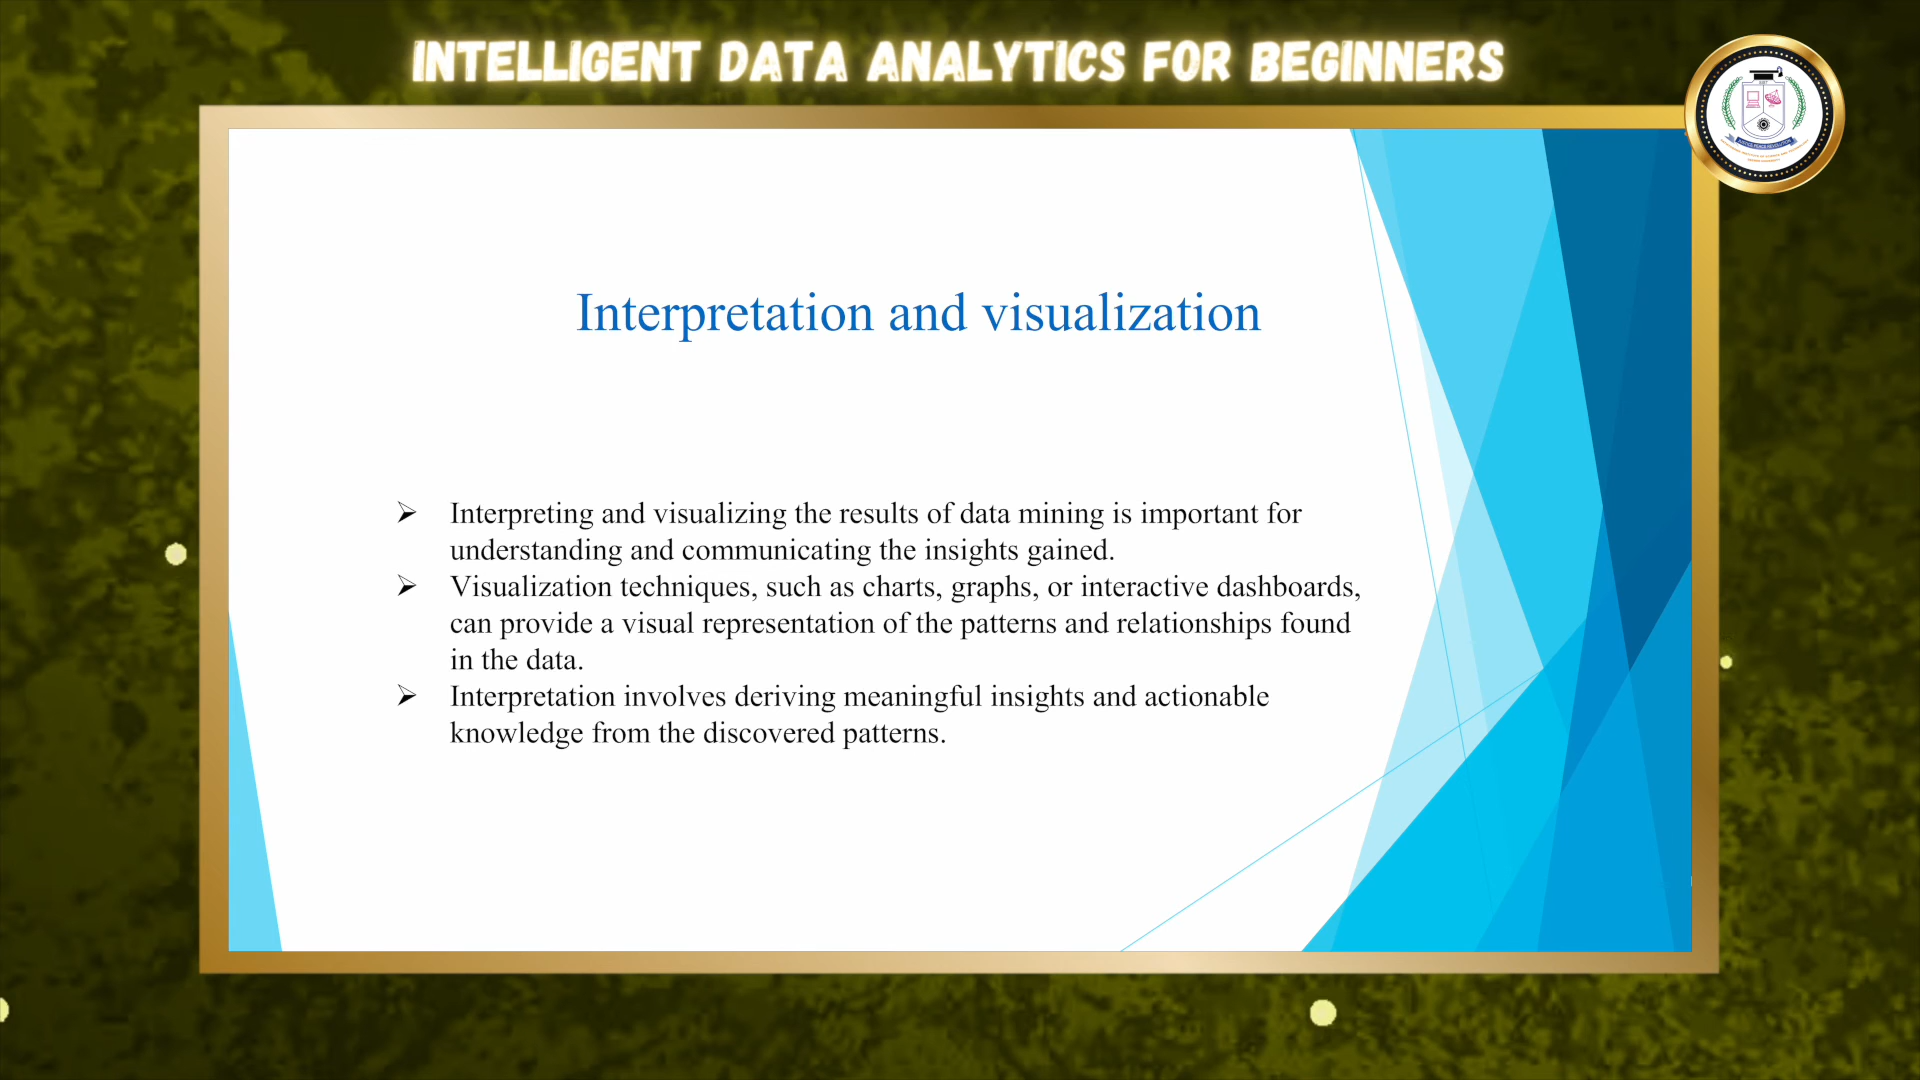 INTELLIGENT DATA ANALYTICS FOR BEGINNERS
Interpretation and visualization
➢ Interpreting and visualizing the results of data mining is important for
understanding and communicating the insights gained.
➢ Visualization techniques, such as charts, graphs, or interactive dashboards,
can provide a visual representation of the patterns and relationships found
in the data.
➢ Interpretation involves deriving meaningful insights and actionable
knowledge from the discovered patterns.